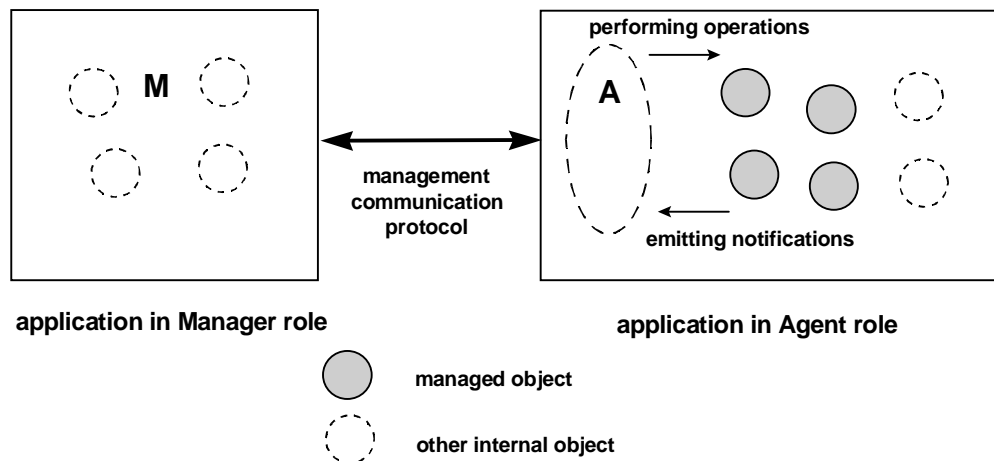 performing operations
M
A
management
communication
protocol
emitting notifications
application in Manager role
application in Agent role
managed object
other internal object